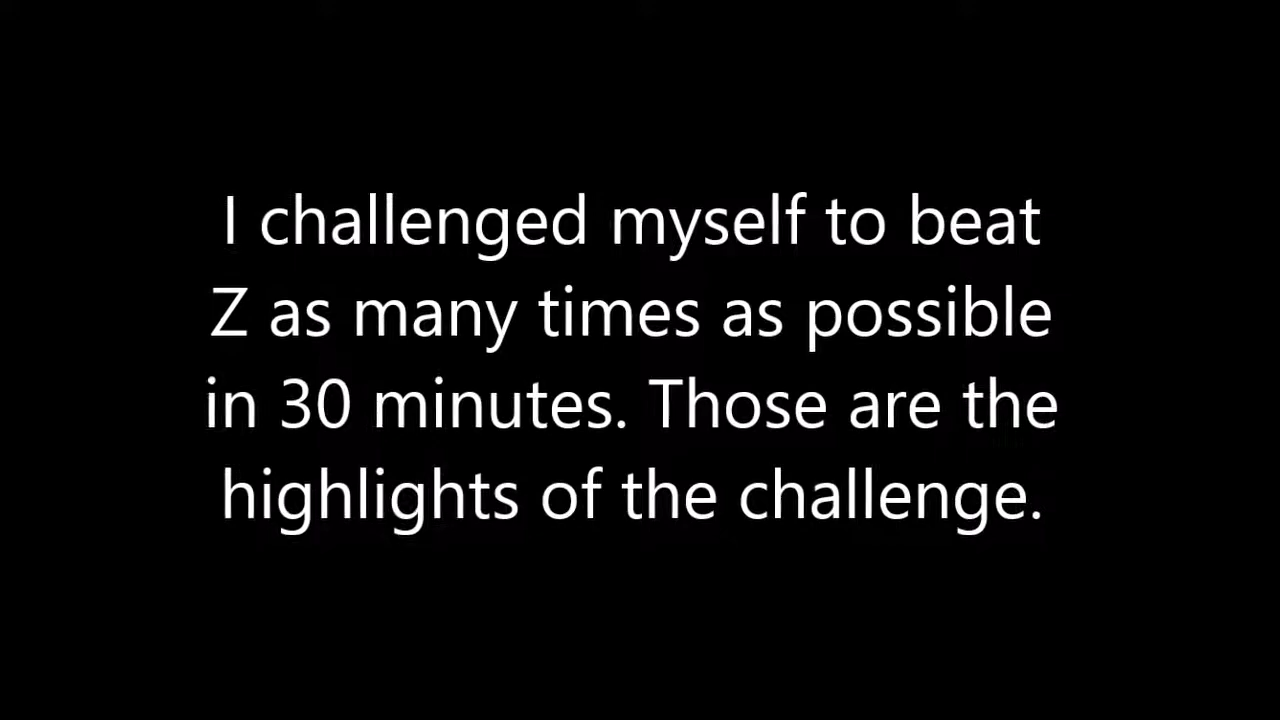 I challenged myself to beat
Z as many times as possible
in 30 minutes. Those are the
highlights of the challenge.